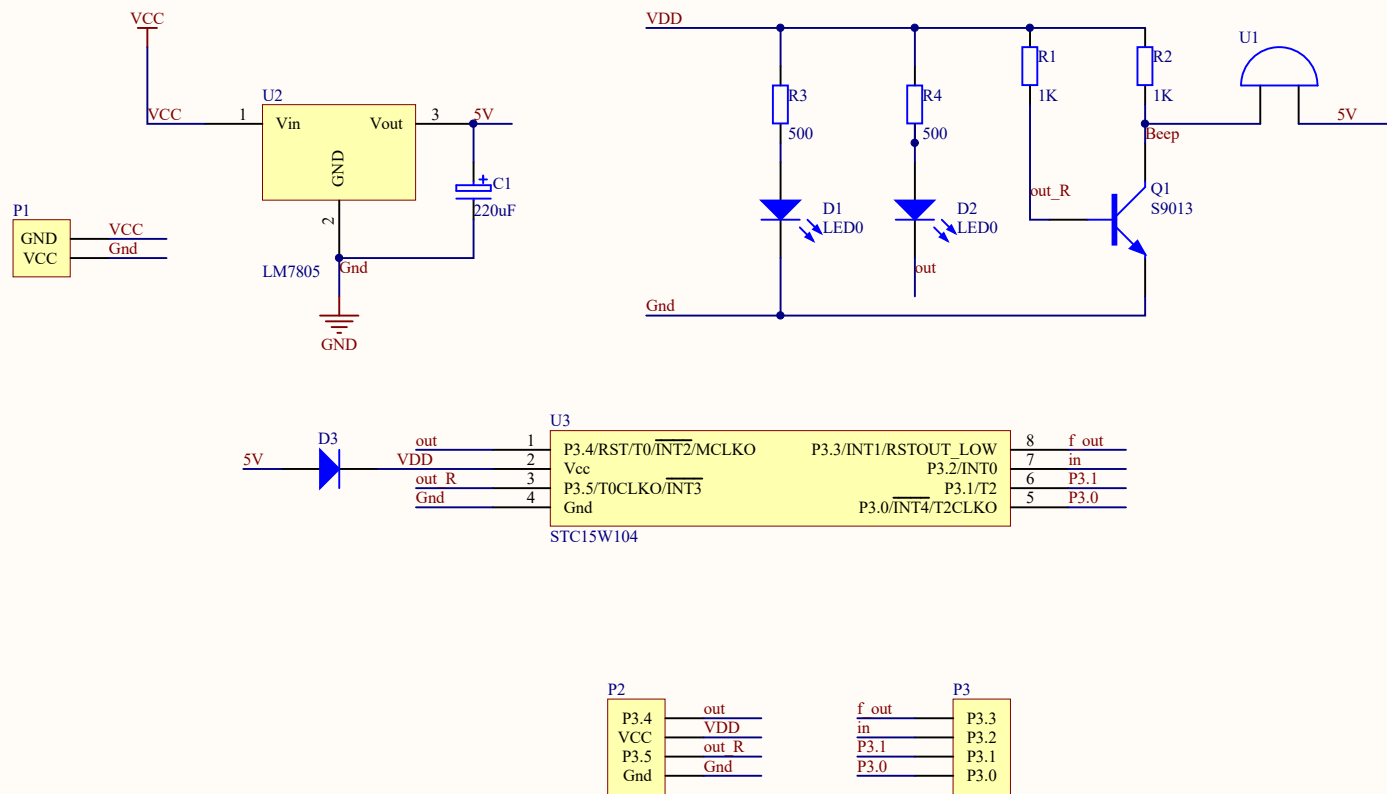 VCC
VCC
U2
1
Vin
Vout
3
5V
GND
2
C1
220uF
LM7805
Gnd
GND
P1
GND
VCC
VCC
Gnd
VDD
R3
500
R4
500
R1
1K
R2
1K
U1
5V
Beep
out_R
Q1
S9013
D1
LED0
D2
LED0
out
Gnd
D3
5V
VDD
out
out_R
Gnd
U3
1 P3.4/RST/T0/INT2/MCLKO
2 Vcc
3 P3.5/T0CLKO/INT3
4 Gnd
P3.3/INT1/RSTOUT_LOW 8 f_out
P3.2/INT0 7 in
P3.1/T2 6 P3.1
P3.0/INT4/T2CLKO 5 P3.0
STC15W104
P2
P3.4 out
VCC VDD
P3.5 out_R
Gnd Gnd
P3
f_out P3.3
in P3.2
P3.1 P3.1
P3.0 P3.0